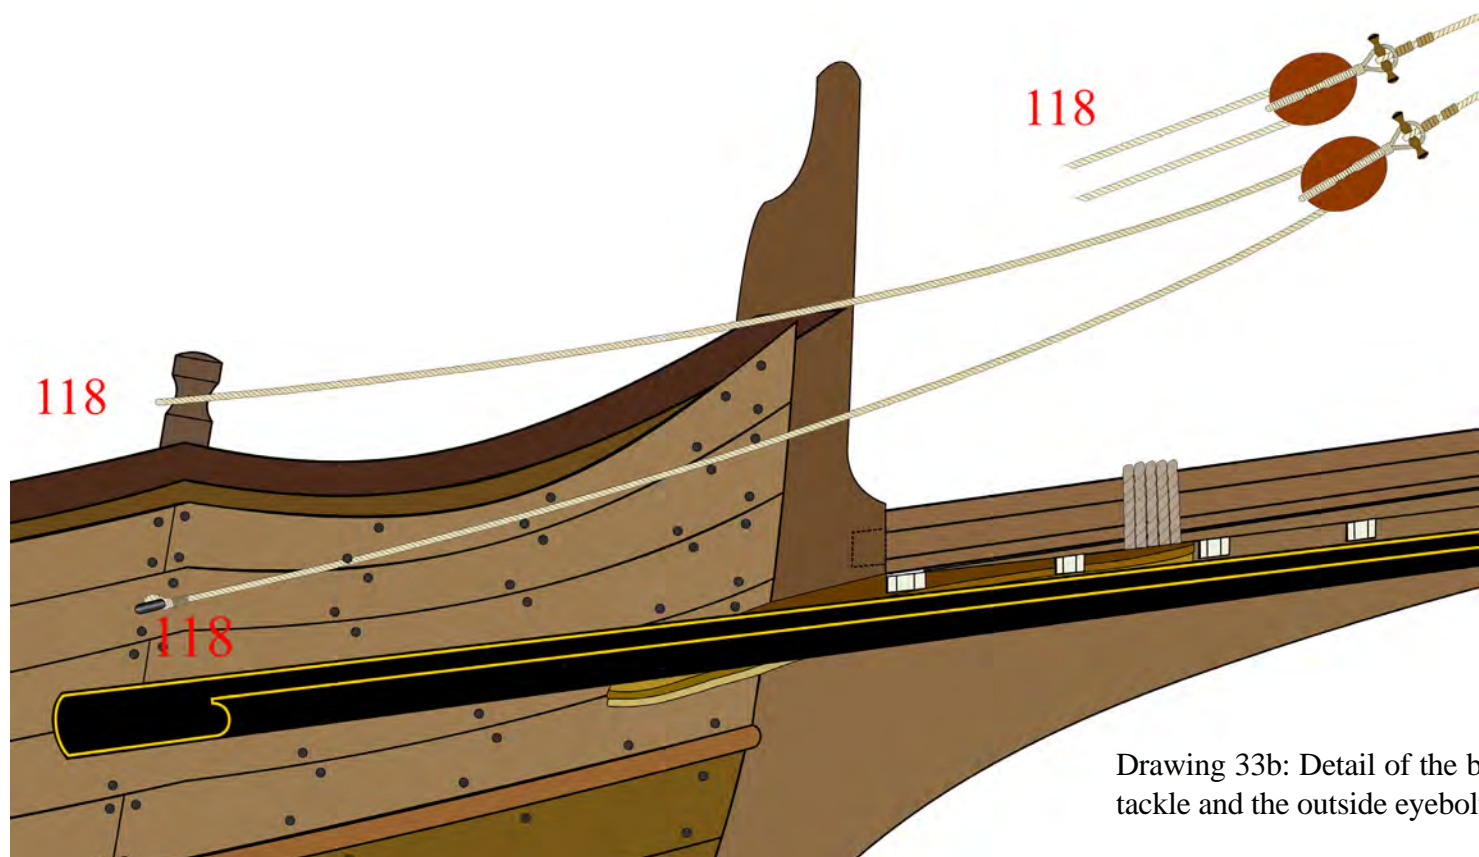 118
118
118
Drawing 33b: Detail of the
tackle and the outside